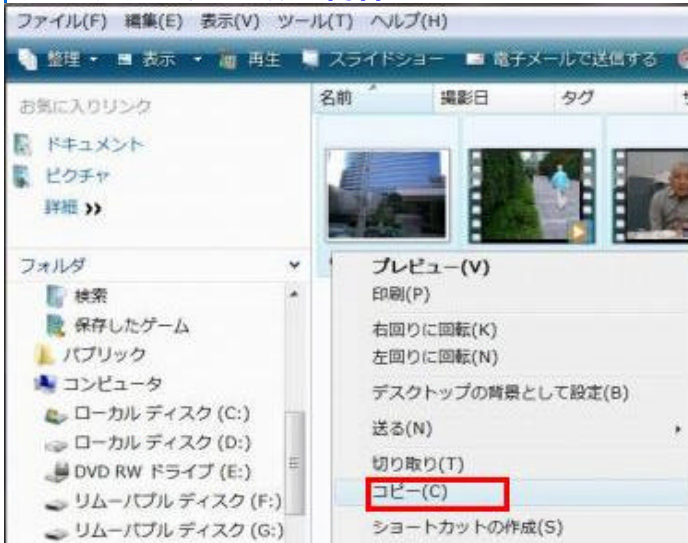 ファイル(F) 編集(E) 表示(V) ツール(T) ヘルプ(H)
整理 表示 再生 スライドショー 電子メールで送信する
お気に入りリンク
ドキュメント
ピクチャ
詳細 >>
フォルダ
検索
保存したゲーム
パブリック
コンピュータ
ローカル ディスク (C:)
ローカル ディスク (D:)
DVD RW ドライブ (E:)
リムーバブル ディスク (F:)
リムーバブル ディスク (G:)
名前 撮影日 タグ
プレビュー(V)
印刷(P)
右回りに回転(K)
左回りに回転(N)
デスクトップの背景として設定(B)
送る(N)
切り取り(T)
コピー(C)
ショートカットの作成(S)